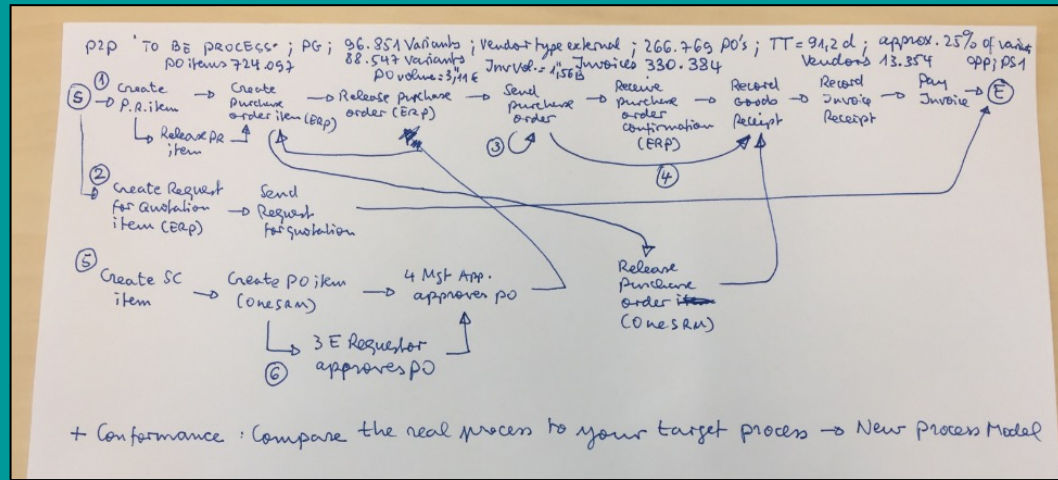 P2P "TO BE PROCESS"; PG; 96.851 Variants; Vendor type external; 266.769 PO's; TT=91,2 d; approx. 25% of
PO items 724.097 88.547 Variants Invoices 330.384 Vendors 13.354 opp; PS1
PO volume = 3,11 € Inv Vol. = 1,56B
S ① Create P.R. item → Create purchase order item (ERP) → Release purchase order (ERP) → Send purchase order → Receive purchase order confirmation (ERP) → Record Goods Receipt → Record Invoice Receipt → Pay Invoice → E
Release PR item
③
④
② Create Request for Quotation item (ERP) → Send Request for quotation
Release purchase order (OneSRM)
⑤ Create SC item → Create PO item (OneSRM) → 4 Mgt App. approves PO
⑥ 3 E Requestor approves PO
+ Conformance: Compare the real process to your target process → New Process Model